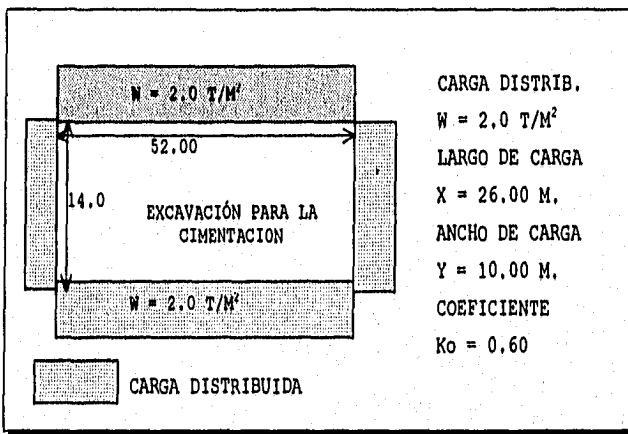 W = 2.0 T/M²
52.00
14.0
EXCAVACIÓN PARA LA
CIMENTACION
W = 2.0 T/M²
CARGA DISTRIBUIDA
CARGA DISTRIB.
W = 2.0 T/M²
LARGO DE CARGA
X = 26.00 M.
ANCHO DE CARGA
Y = 10.00 M.
COEFICIENTE
Ko = 0.60